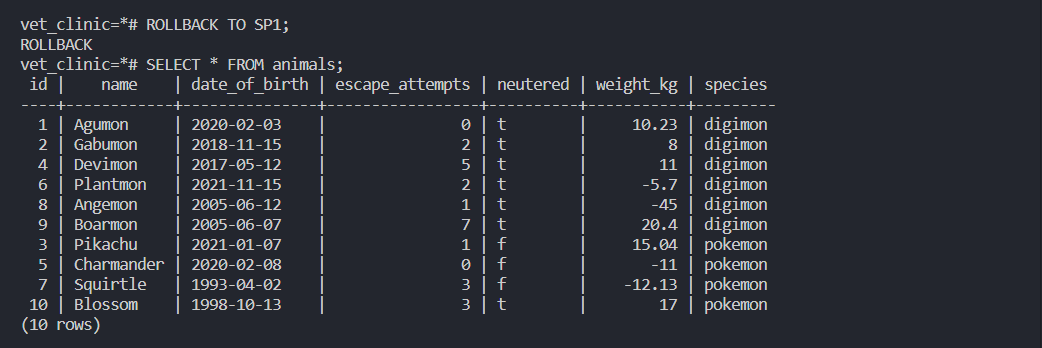 vet_clinic=*# ROLLBACK TO SP1;
ROLLBACK
vet_clinic=*# SELECT * FROM animals;
 id |    name    | date_of_birth | escape_attempts | neutered | weight_kg | species
----+------------+---------------+-----------------+----------+-----------+---------
  1 | Agumon     | 2020-02-03    |               0 | t        |     10.23 | digimon
  2 | Gabumon    | 2018-11-15    |               2 | t        |         8 | digimon
  4 | Devimon    | 2017-05-12    |               5 | t        |        11 | digimon
  6 | Plantmon   | 2021-11-15    |               2 | t        |      -5.7 | digimon
  8 | Angemon    | 2005-06-12    |               1 | t        |       -45 | digimon
  9 | Boarmon    | 2005-06-07    |               7 | t        |      20.4 | digimon
  3 | Pikachu    | 2021-01-07    |               1 | f        |     15.04 | pokemon
  5 | Charmander | 2020-02-08    |               0 | f        |       -11 | pokemon
  7 | Squirtle   | 1993-04-02    |               3 | f        |    -12.13 | pokemon
 10 | Blossom    | 1998-10-13    |               3 | t        |        17 | pokemon
(10 rows)